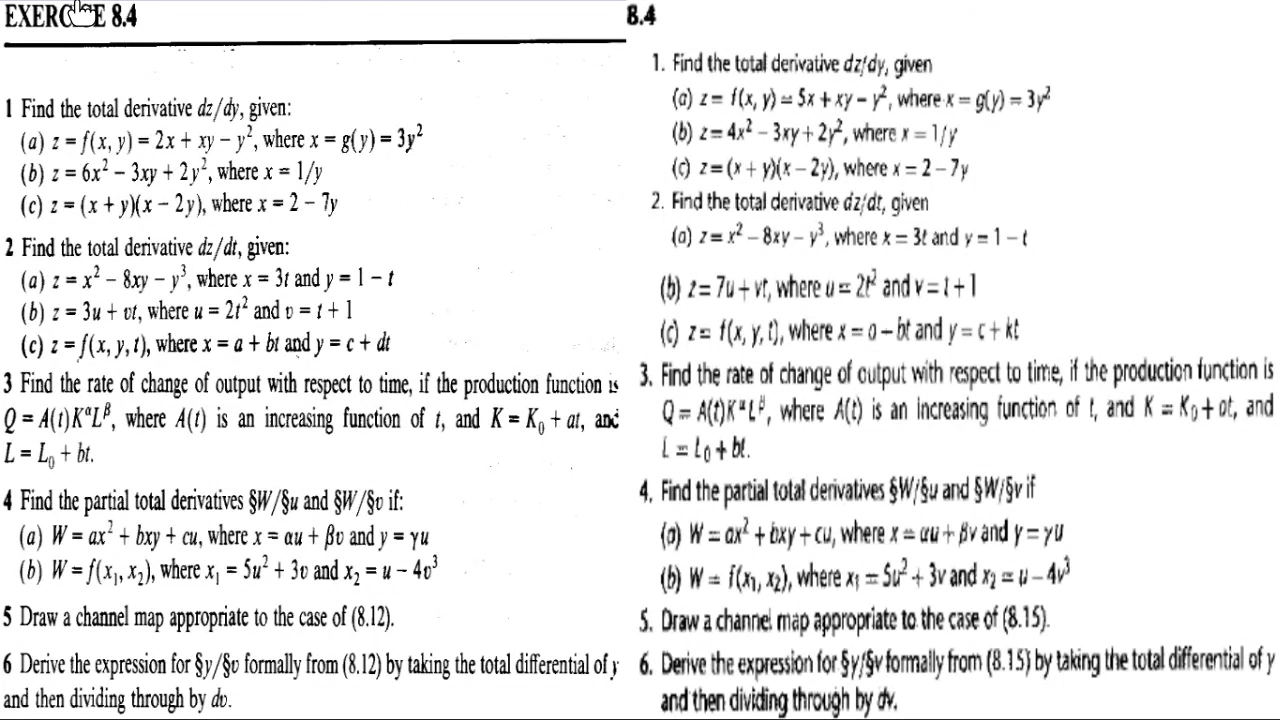 EXERCISE 8.4
1 Find the total derivative dz/dy, given:
(a) z = f(x, y) = 2x + xy − y², where x = g(y) = 3y²
(b) z = 6x² − 3xy + 2y², where x = 1/y
(c) z = (x + y)(x − 2y), where x = 2 − 7y
2 Find the total derivative dz/dt, given:
(a) z = x² − 8xy − y³, where x = 3t and y = 1 − t
(b) z = 3u + vt, where u = 2t² and v = t + 1
(c) z = f(x, y, t), where x = a + bt and y = c + dt
3 Find the rate of change of output with respect to time, if the production function is
Q = A(t)KᵅLᵝ, where A(t) is an increasing function of t, and K = K₀ + at, and
L = L₀ + bt.
4 Find the partial total derivatives §W/§u and §W/§v if:
(a) W = ax² + bxy + cu, where x = αu + βv and y = γu
(b) W = f(x₁, x₂), where x₁ = 5u² + 3v and x₂ = u − 4v³
5 Draw a channel map appropriate to the case of (8.12).
6 Derive the expression for §y/§v formally from (8.12) by taking the total differential of y
and then dividing through by dv.
8.4
1. Find the total derivative dz/dy, given
(a) z = f(x, y) = 5x + xy − y², where x = g(y) = 3y²
(b) z = 4x² − 3xy + 2y², where x = 1/y
(c) z = (x + y)(x − 2y), where x = 2 − 7y
2. Find the total derivative dz/dt, given
(a) z = x² − 8xy − y³, where x = 3t and y = 1 − t
(b) z = 7u + vt, where u = 2t² and v = t + 1
(c) z = f(x, y, t), where x = a − bt and y = c + kt
3. Find the rate of change of output with respect to time, if the production function is
Q = A(t)KᵅLᵝ, where A(t) is an increasing function of t, and K = K₀ + at, and
L = L₀ + bt.
4. Find the partial total derivatives §W/§u and §W/§v if
(a) W = ax² + bxy + cu, where x = αu + βv and y = γu
(b) W = f(x₁, x₂), where x₁ = 5u² + 3v and x₂ = u − 4v³
5. Draw a channel map appropriate to the case of (8.15).
6. Derive the expression for §y/§v formally from (8.15) by taking the total differential of y
and then dividing through by dv.